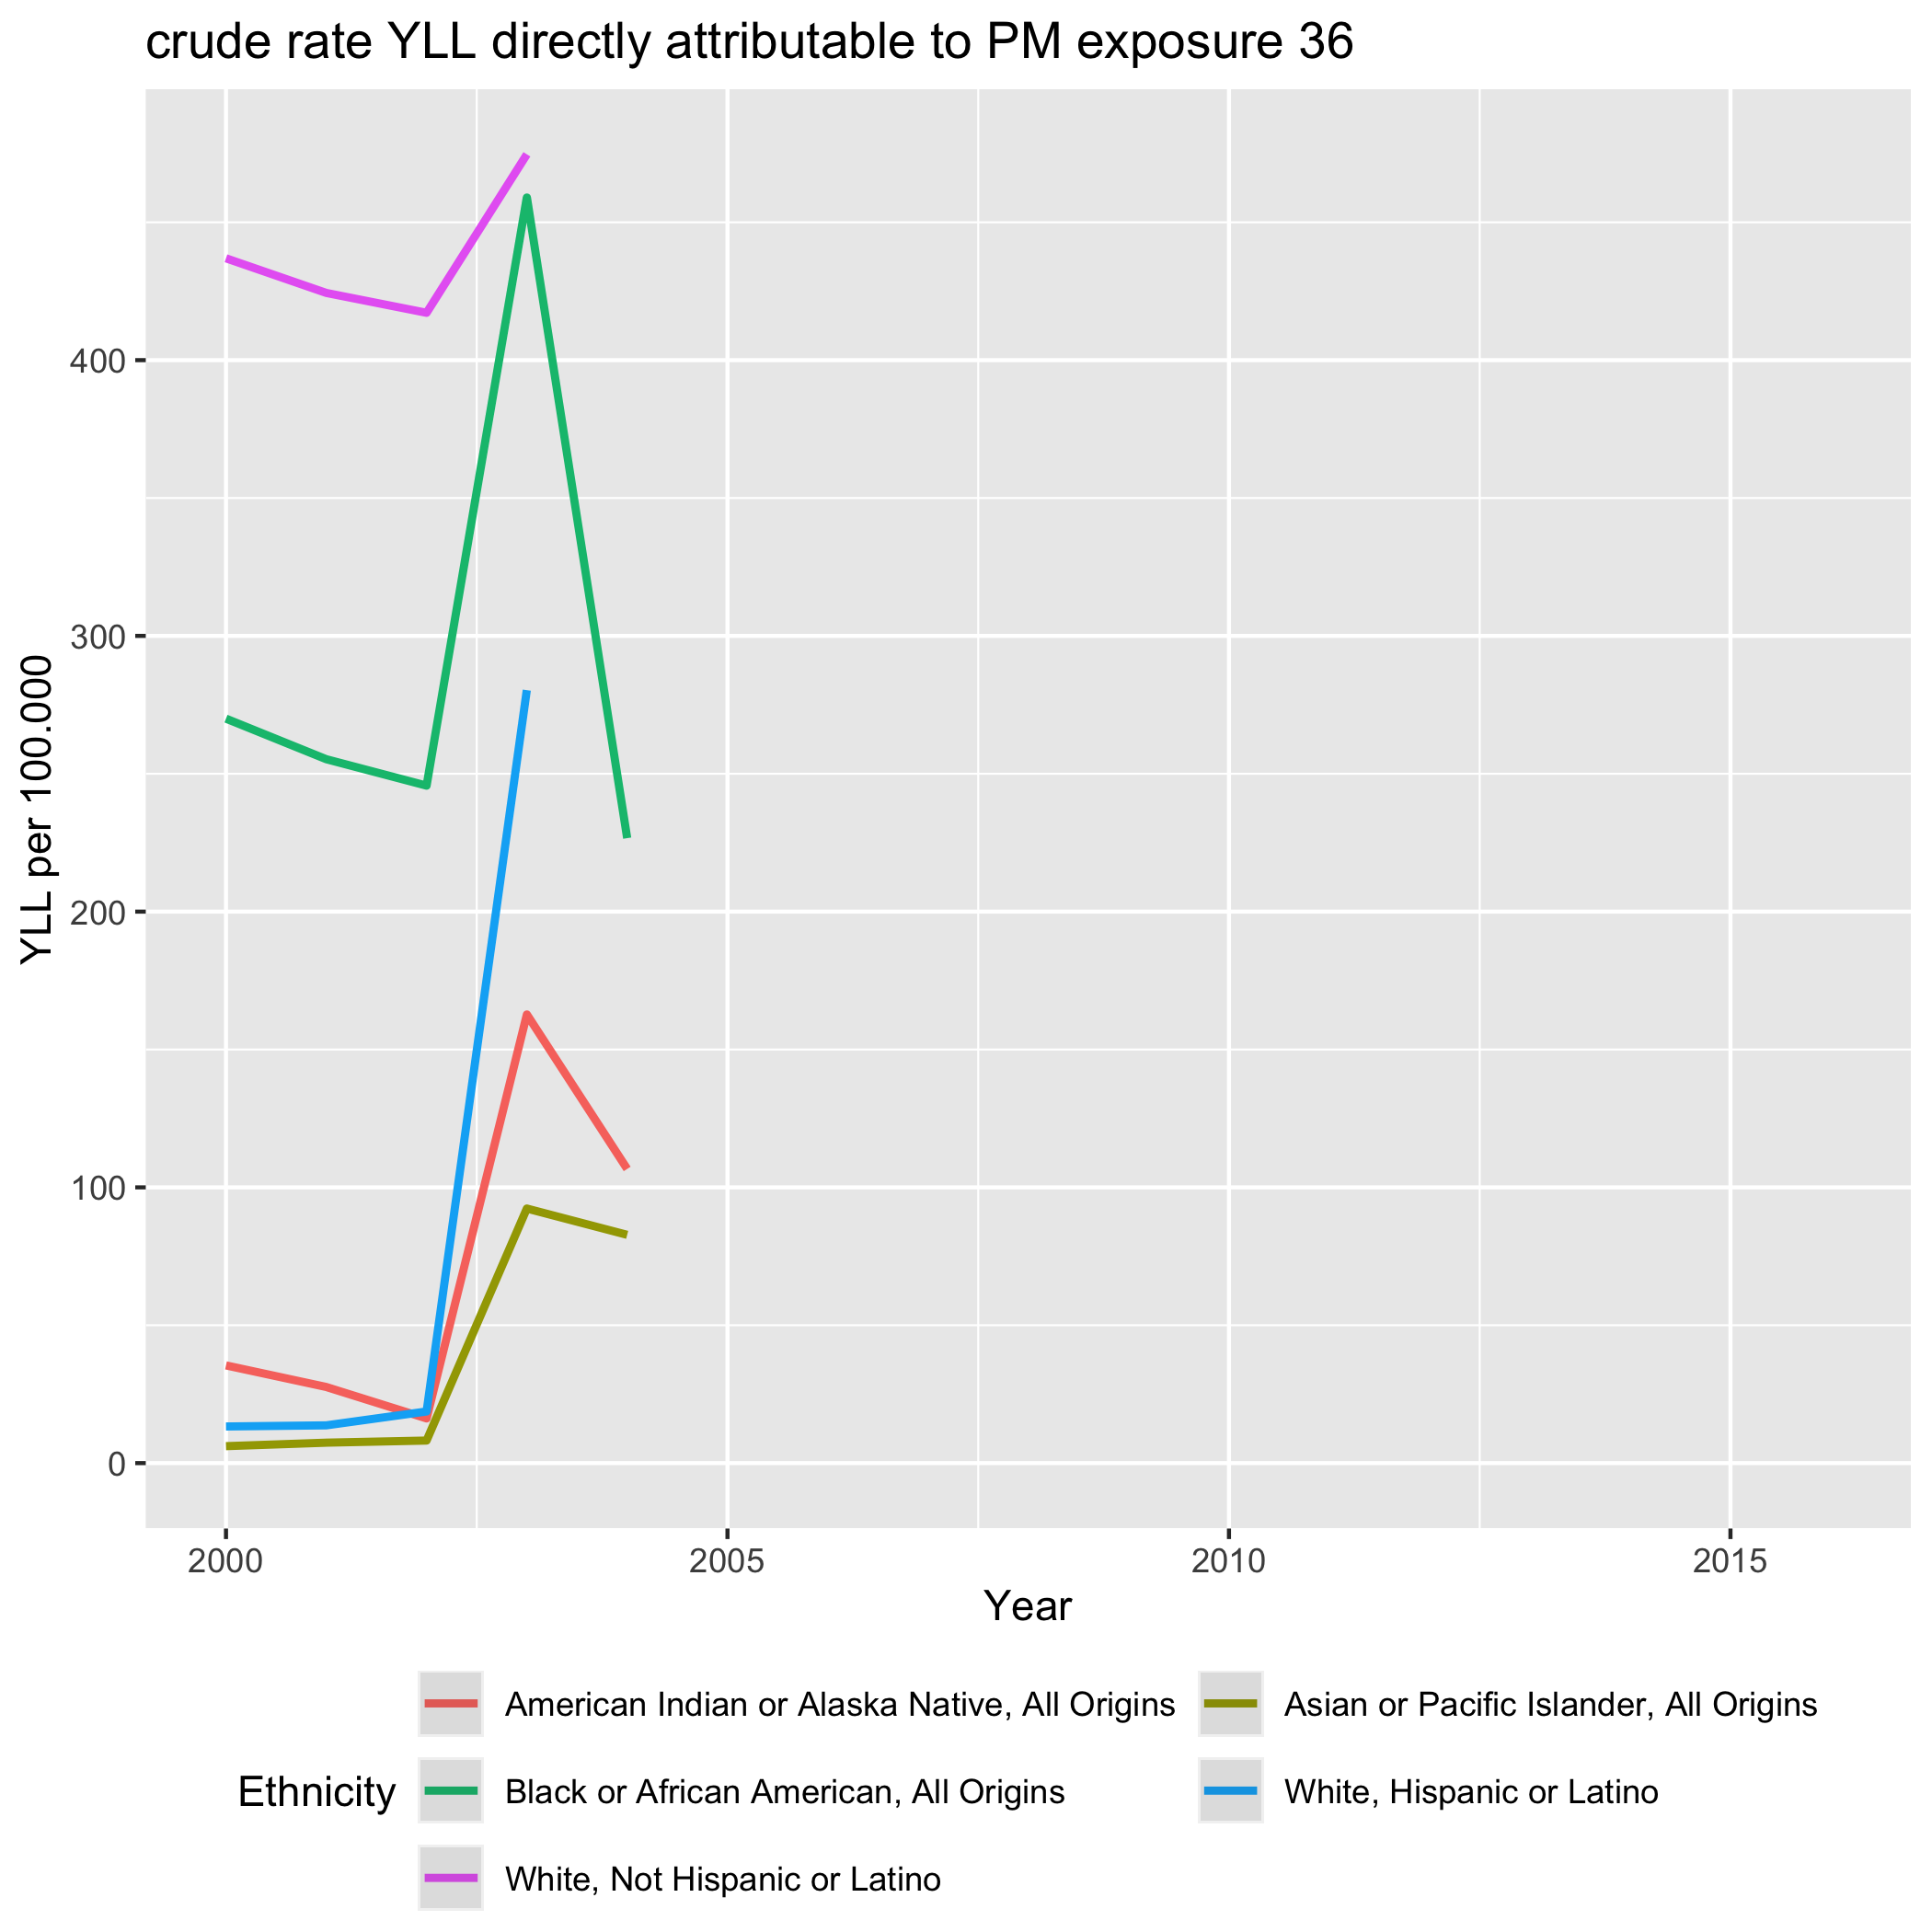 crude rate YLL directly attributable to PM exposure 36
YLL per 100.000
400
300
200
100
0
2000 2005 2010 2015
Year
Ethnicity
American Indian or Alaska Native, All Origins
Asian or Pacific Islander, All Origins
Black or African American, All Origins
White, Hispanic or Latino
White, Not Hispanic or Latino